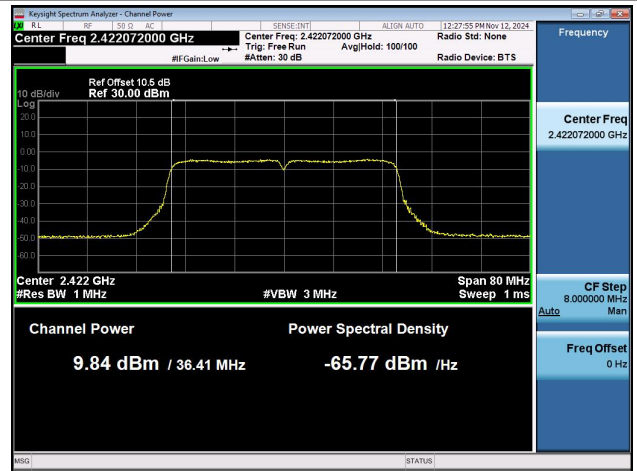 Keysight Spectrum Analyzer - Channel Power
RL RF 50 Ω AC SENSE:INT ALIGN AUTO 12:27:55 PM Nov 12, 2024
Center Freq 2.422072000 GHz
Center Freq: 2.422072000 GHz Radio Std: None
Trig: Free Run Avg|Hold: 100/100
#IFGain:Low #Atten: 30 dB Radio Device: BTS
Frequency
Ref Offset 10.5 dB
10 dB/div Ref 30.00 dBm
Log
20.0
10.0
0.00
-10.0
-20.0
-30.0
-40.0
-50.0
-60.0
Center Freq
2.422072000 GHz
Center 2.422 GHz Span 80 MHz
#Res BW 1 MHz #VBW 3 MHz Sweep 1 ms
CF Step
8.000000 MHz
Auto Man
Channel Power Power Spectral Density
9.84 dBm / 36.41 MHz -65.77 dBm /Hz
Freq Offset
0 Hz
MSG STATUS